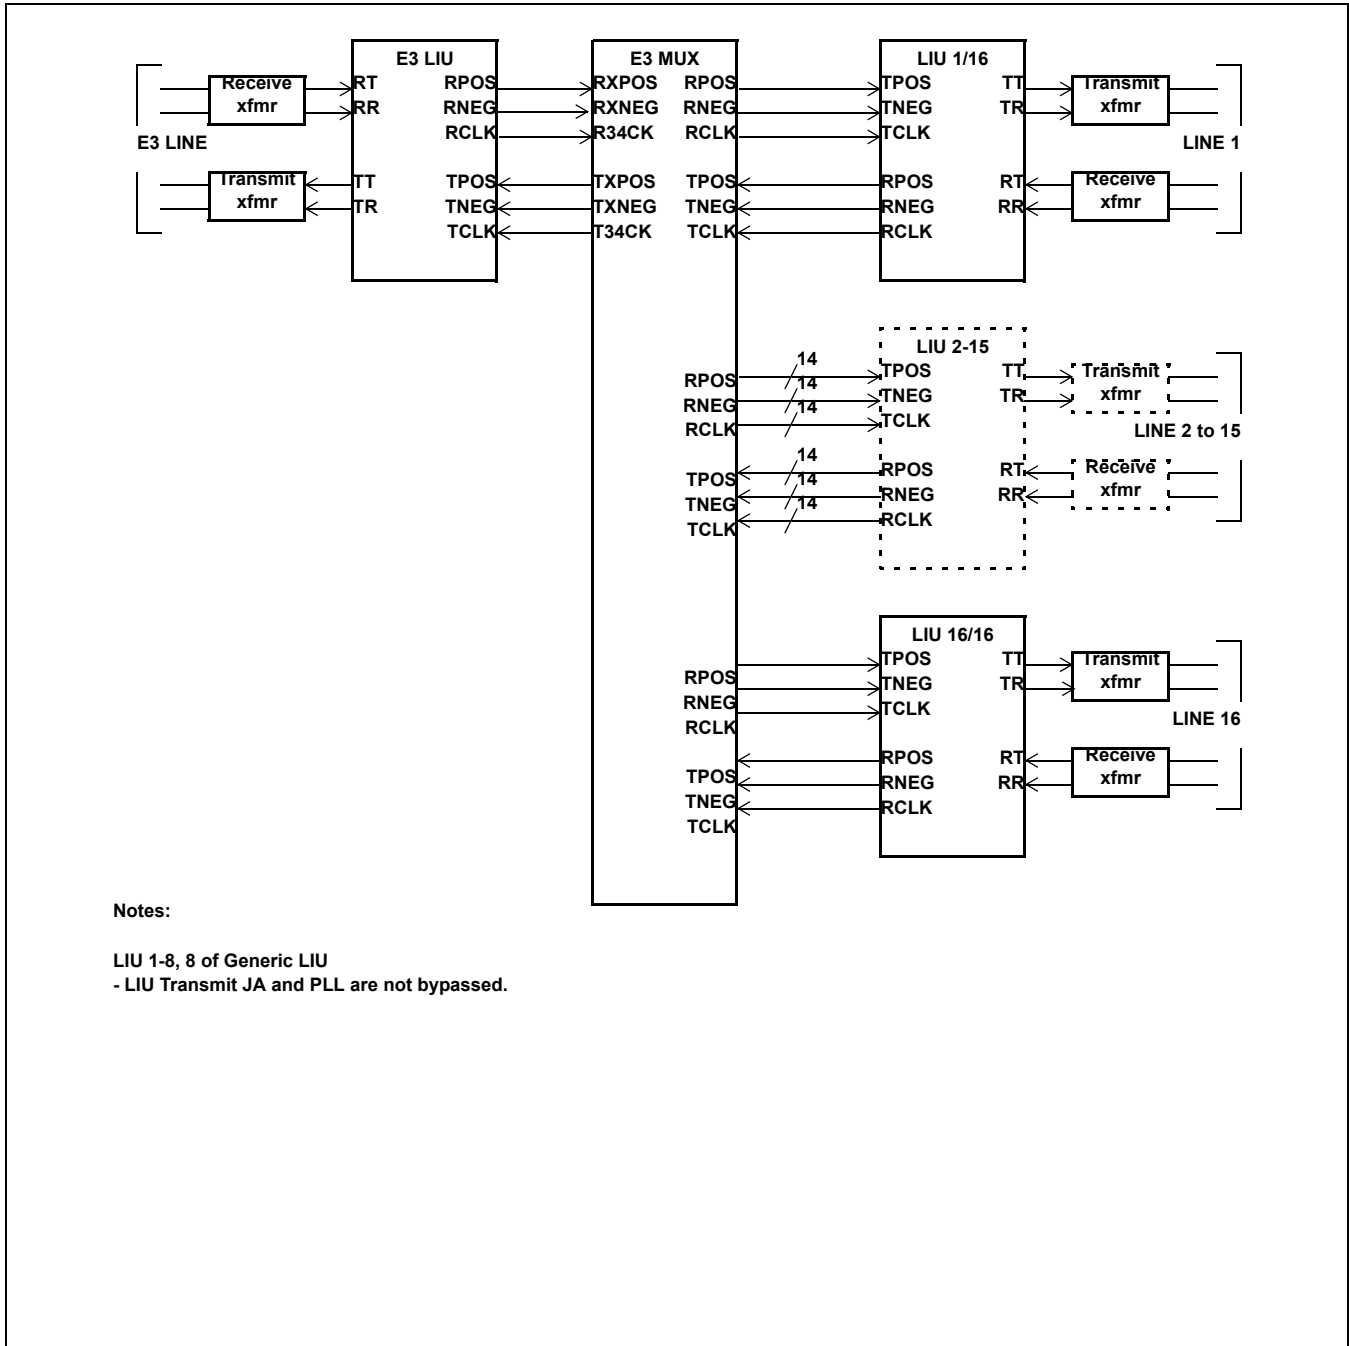 E3 LIU E3 MUX LIU 1/16
Receive xfmr RT RPOS RXPOS RPOS TPOS TT Transmit xfmr
RR RNEG RXNEG RNEG TNEG TR
RCLK R34CK RCLK TCLK
E3 LINE LINE 1
Transmit xfmr TT TPOS TXPOS TPOS RPOS RT Receive xfmr
TR TNEG TXNEG TNEG RNEG RR
TCLK T34CK TCLK RCLK
LIU 2-15
RPOS 14 TPOS TT Transmit xfmr
RNEG 14 TNEG TR
RCLK 14 TCLK
LINE 2 to 15
TPOS 14 RPOS RT Receive xfmr
TNEG 14 RNEG RR
TCLK 14 RCLK
LIU 16/16
RPOS TPOS TT Transmit xfmr
RNEG TNEG TR
RCLK TCLK
LINE 16
TPOS RPOS RT Receive xfmr
TNEG RNEG RR
TCLK RCLK
Notes:
LIU 1-8, 8 of Generic LIU
- LIU Transmit JA and PLL are not bypassed.